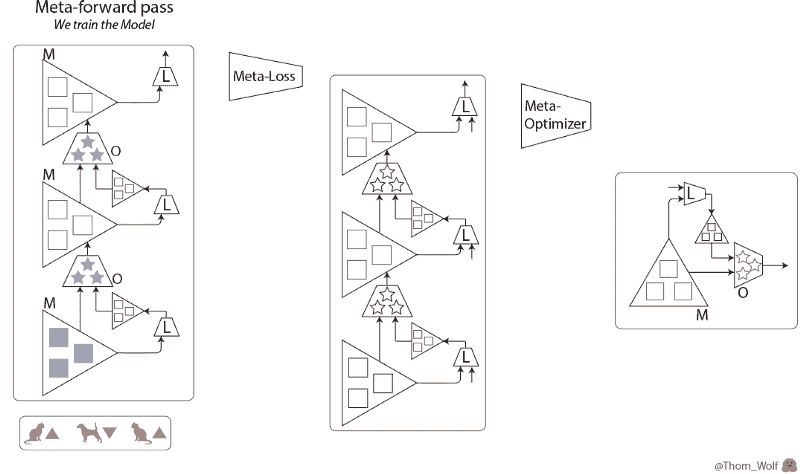 Meta-forward pass
We train the Model
M
L
O
M
L
O
M
L
Meta-Loss
L
L
L
Meta-
Optimizer
L
O
M
@Thom_Wolf